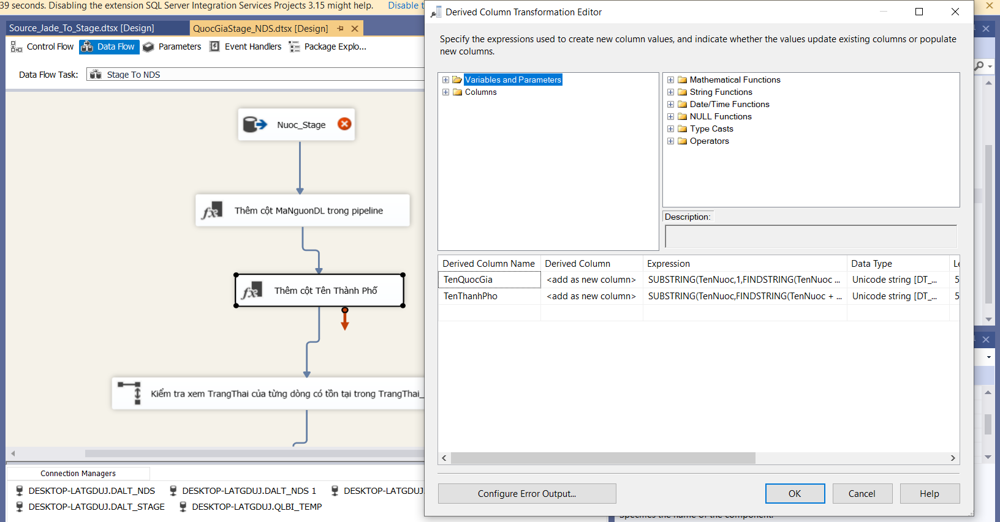 39 seconds. Disabling the extension SQL Server Integration Services Projects 3.15 might help. Disable t
Source_Jade_To_Stage.dtsx [Design]
QuocGiaStage_NDS.dtsx [Design]
Control Flow
Data Flow
Parameters
Event Handlers
Package Explo...
Data Flow Task:
Stage To NDS
Nuoc_Stage
Thêm cột MaNguonDL trong pipeline
Thêm cột Tên Thành Phố
Kiểm tra xem TrangThai của từng dòng có tồn tại trong TrangThai_
Connection Managers
DESKTOP-LATGDUJ.DALT_NDS
DESKTOP-LATGDUJ.DALT_NDS 1
DESKTOP-LATGDUJ.
DESKTOP-LATGDUJ.DALT_STAGE
DESKTOP-LATGDUJ.QLBI_TEMP
Derived Column Transformation Editor
Specify the expressions used to create new column values, and indicate whether the values update existing columns or populate
new columns.
Variables and Parameters
Columns
Mathematical Functions
String Functions
Date/Time Functions
NULL Functions
Type Casts
Operators
Description:
Derived Column Name Derived Column Expression Data Type Le
TenQuocGia <add as new column> SUBSTRING(TenNuoc,1,FINDSTRING(TenNuoc ... Unicode string [DT_... 5
TenThanhPho <add as new column> SUBSTRING(TenNuoc,FINDSTRING(TenNuoc + ... Unicode string [DT_... 5
Configure Error Output...
OK
Cancel
Help
Specifies the name of the component.